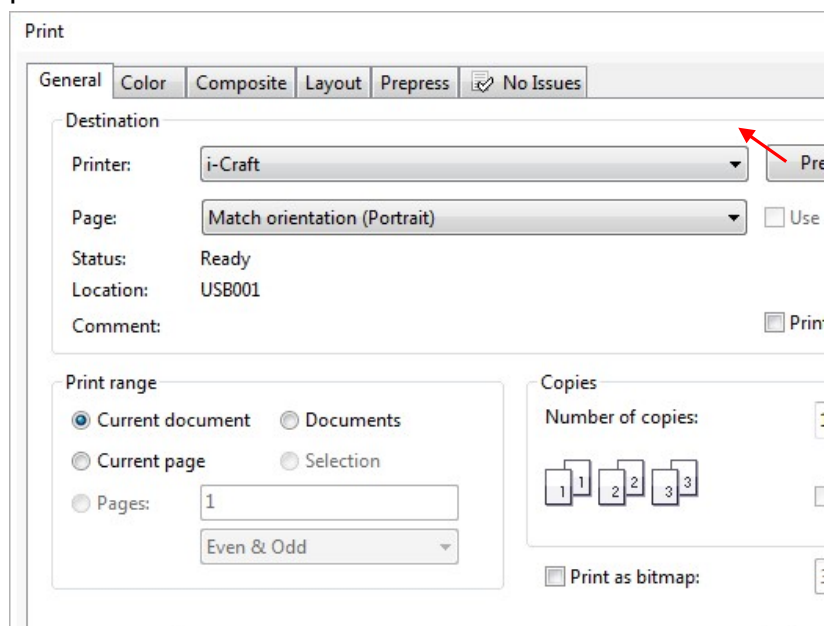 Print
General Color Composite Layout Prepress No Issues
Destination
Printer: i-Craft
Page: Match orientation (Portrait) Use
Status: Ready
Location: USB001
Comment: Print
Print range
Current document Documents
Current page Selection
Pages: 1
Even & Odd
Copies
Number of copies:
1 1 2 2 3 3
Print as bitmap: